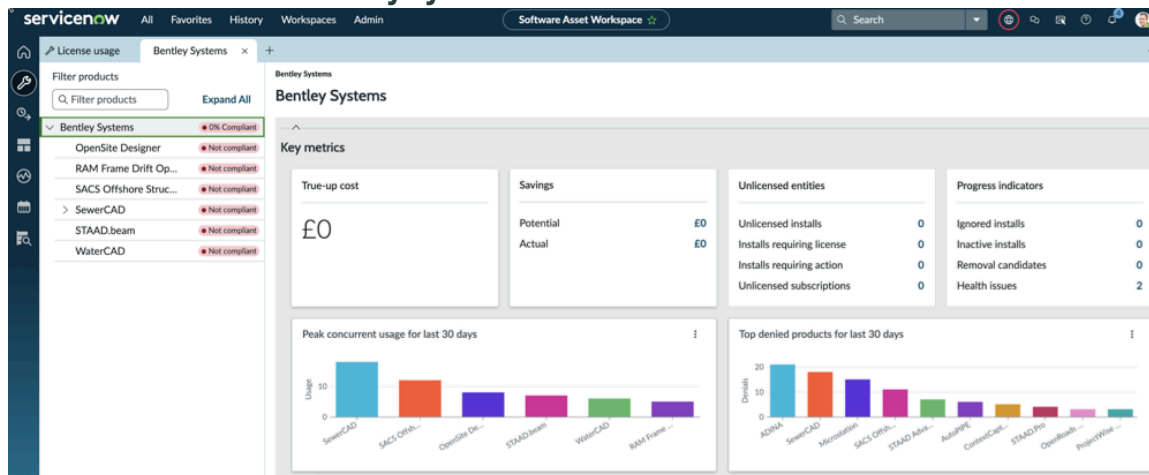 servicenow All Favorites History Workspaces Admin Software Asset Workspace Search
License usage Bentley Systems × +
Filter products
Filter products Expand All
Bentley Systems 0% Compliant
OpenSite Designer Not compliant
RAM Frame Drift Op... Not compliant
SACS Offshore Struc... Not compliant
SewerCAD Not compliant
STAAD.beam Not compliant
WaterCAD Not compliant
Bentley Systems
Bentley Systems
Key metrics
True-up cost
£0
Savings
Potential £0
Actual £0
Unlicensed entities
Unlicensed installs 0
Installs requiring license 0
Installs requiring action 0
Unlicensed subscriptions 0
Progress indicators
Ignored installs 0
Inactive installs 0
Removal candidates 0
Health issues 2
Peak concurrent usage for last 30 days
Usage
10
0
SewerCAD
SACS Offsh...
OpenSite De...
STAAD.beam
WaterCAD
RAM Frame ...
Top denied products for last 30 days
Denials
20
10
0
ADINA
SewerCAD
Microstation
SACS Offsh...
STAAD Adva...
AutoPIPE
ContextCapt...
STAAD.Pro
OpenRoads ...
ProjectWise ...